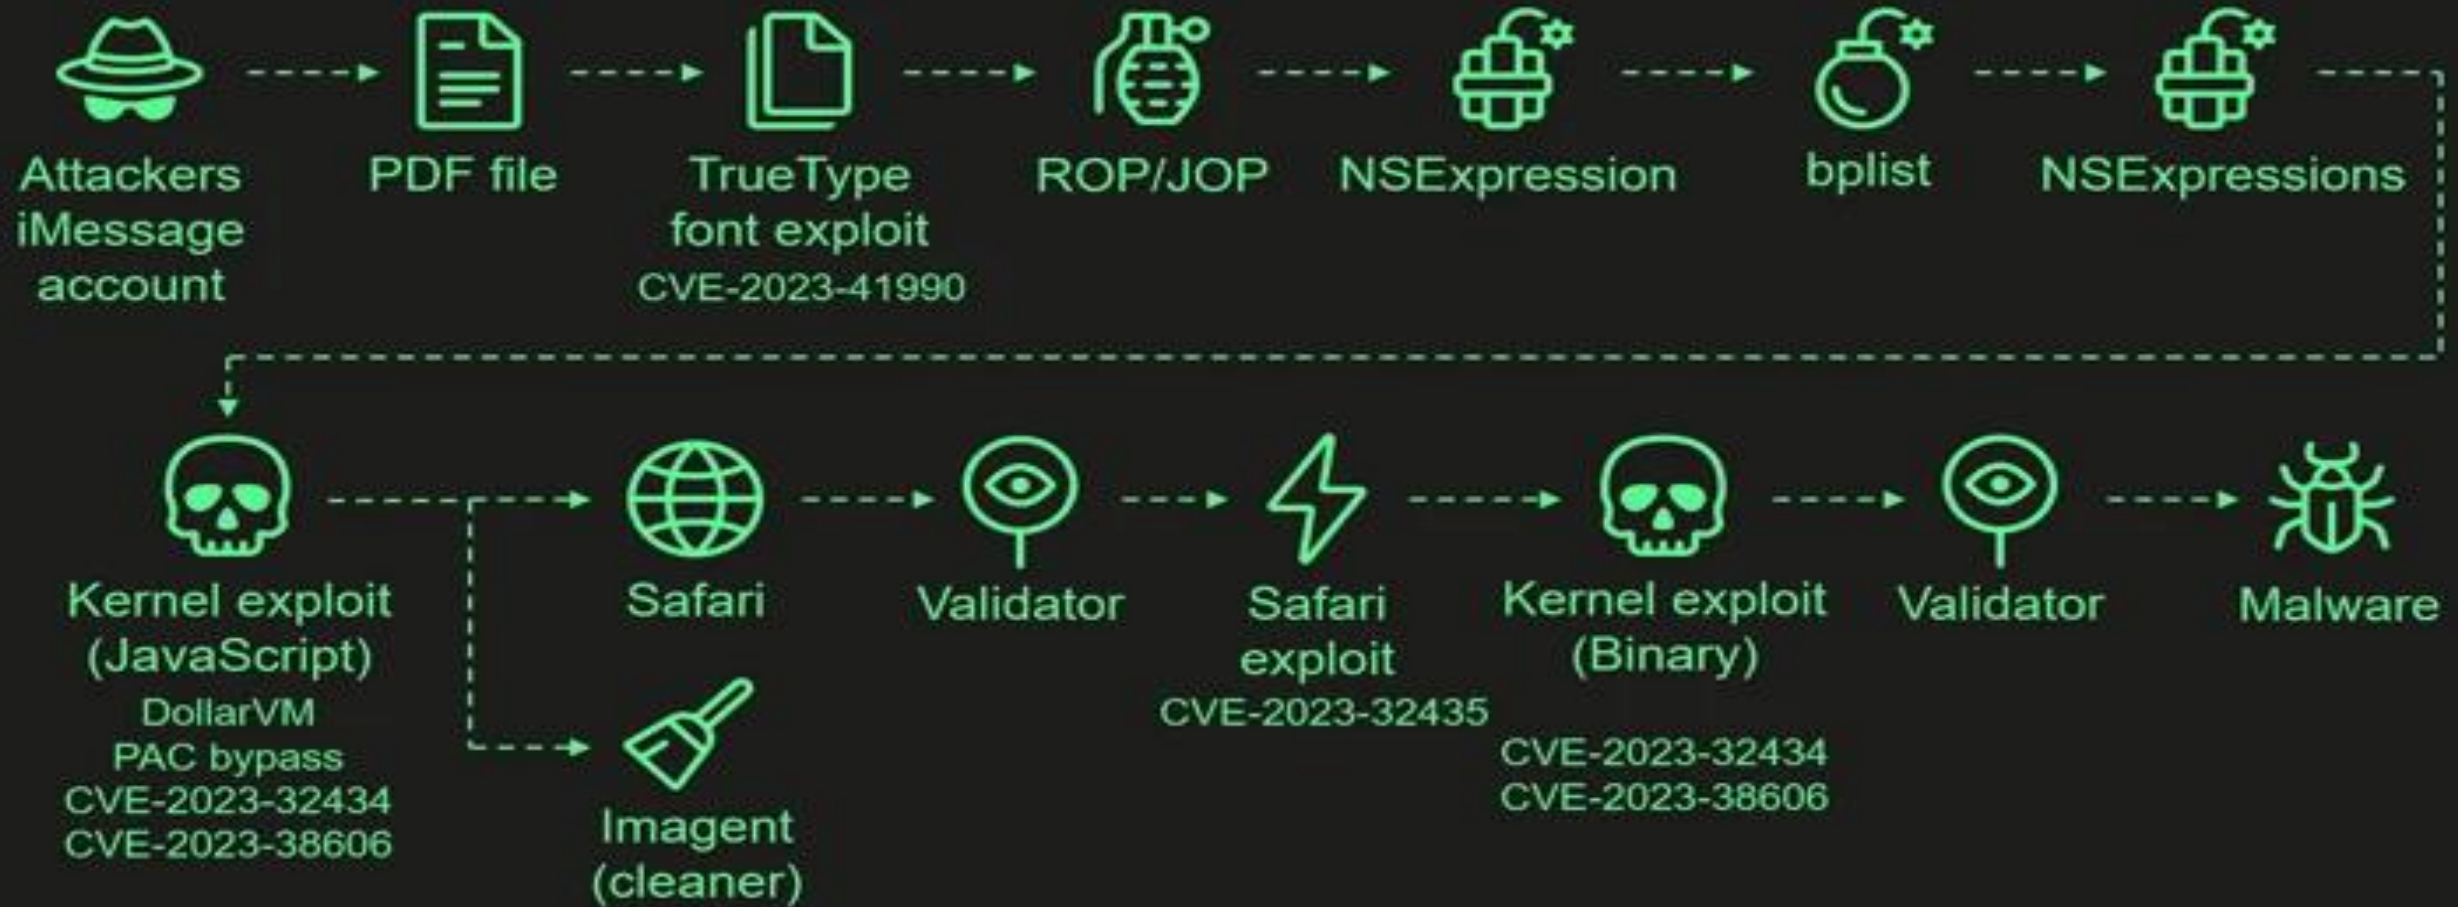 Attackers
iMessage
account
PDF file
TrueType
font exploit
CVE-2023-41990
ROP/JOP
NSExpression
bplist
NSExpressions
Kernel exploit
(JavaScript)
DollarVM
PAC bypass
CVE-2023-32434
CVE-2023-38606
Safari
Imagent
(cleaner)
Validator
Safari
exploit
CVE-2023-32435
Kernel exploit
(Binary)
CVE-2023-32434
CVE-2023-38606
Validator
Malware